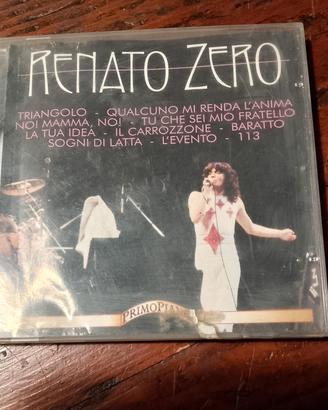 RENATO ZERO
TRIANGOLO - QUALCUNO MI RENDA L'ANIMA
NO! MAMMA, NO! - TU CHE SEI MIO FRATELLO
LA TUA IDEA - IL CARROZZONE - BARATTO
SOGNI DI LATTA - L'EVENTO - 113